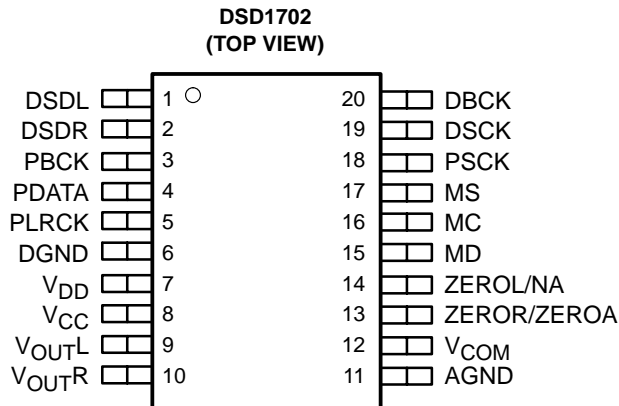 DSD1702
(TOP VIEW)
DSDL 1 20 DBCK
DSDR 2 19 DSCK
PBCK 3 18 PSCK
PDATA 4 17 MS
PLRCK 5 16 MC
DGND 6 15 MD
VDD 7 14 ZEROL/NA
VCC 8 13 ZEROR/ZEROA
VOUTL 9 12 VCOM
VOUTR 10 11 AGND